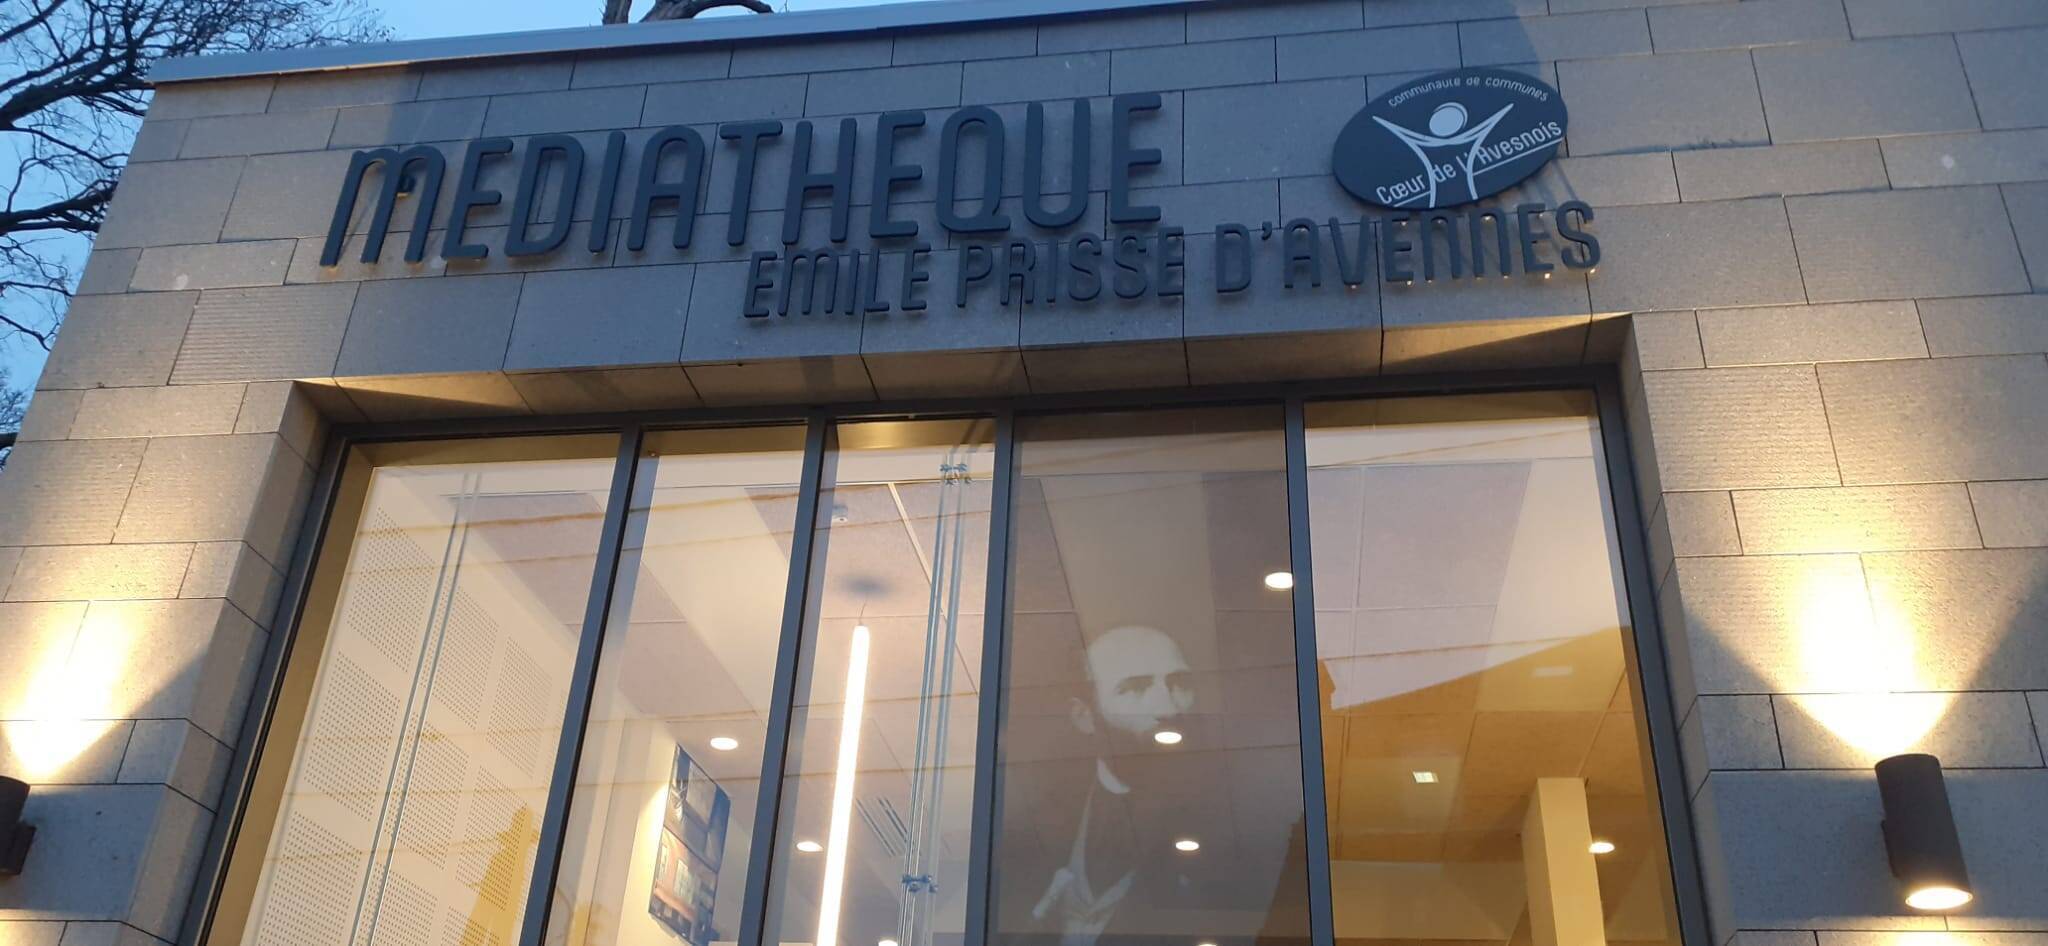 MEDIATHEQUE
EMILE PRISSE D'AVENNES
communauté de communes
Cœur de l'Avesnois